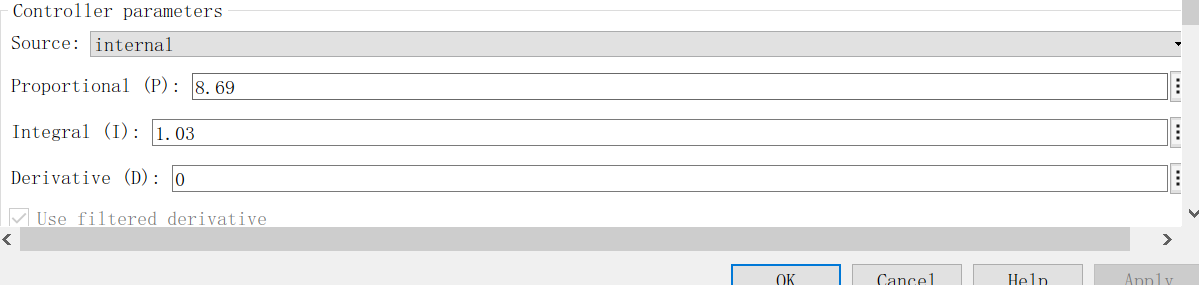 Controller parameters
Source: internal
Proportional (P): 8.69
Integral (I): 1.03
Derivative (D): 0
Use filtered derivative
OK Cancel Help Apply